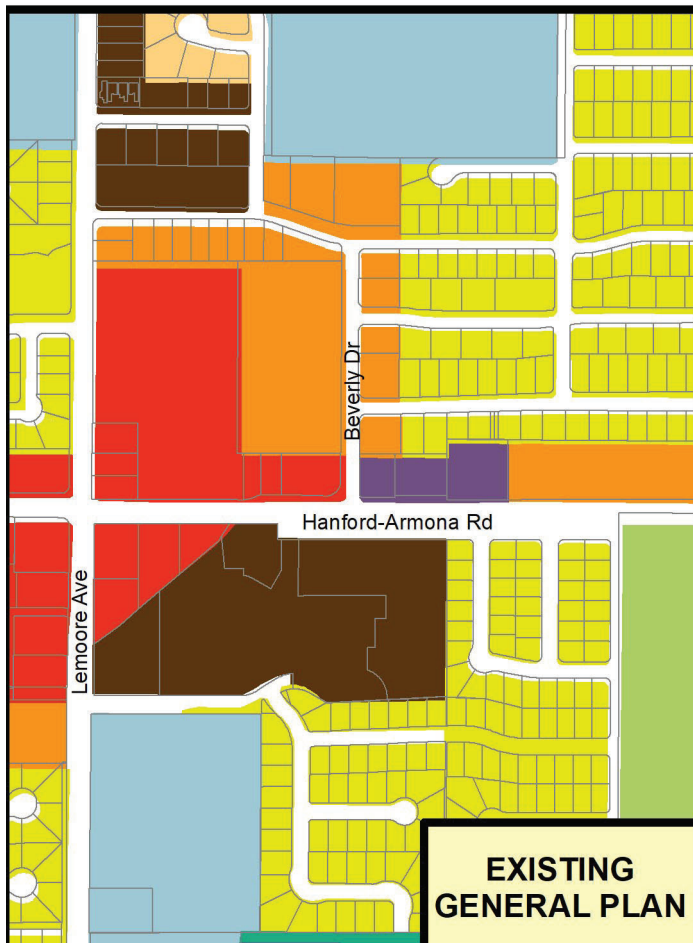 Beverly Dr
Hanford-Armona Rd
Lemoore Ave
EXISTING
GENERAL PLAN